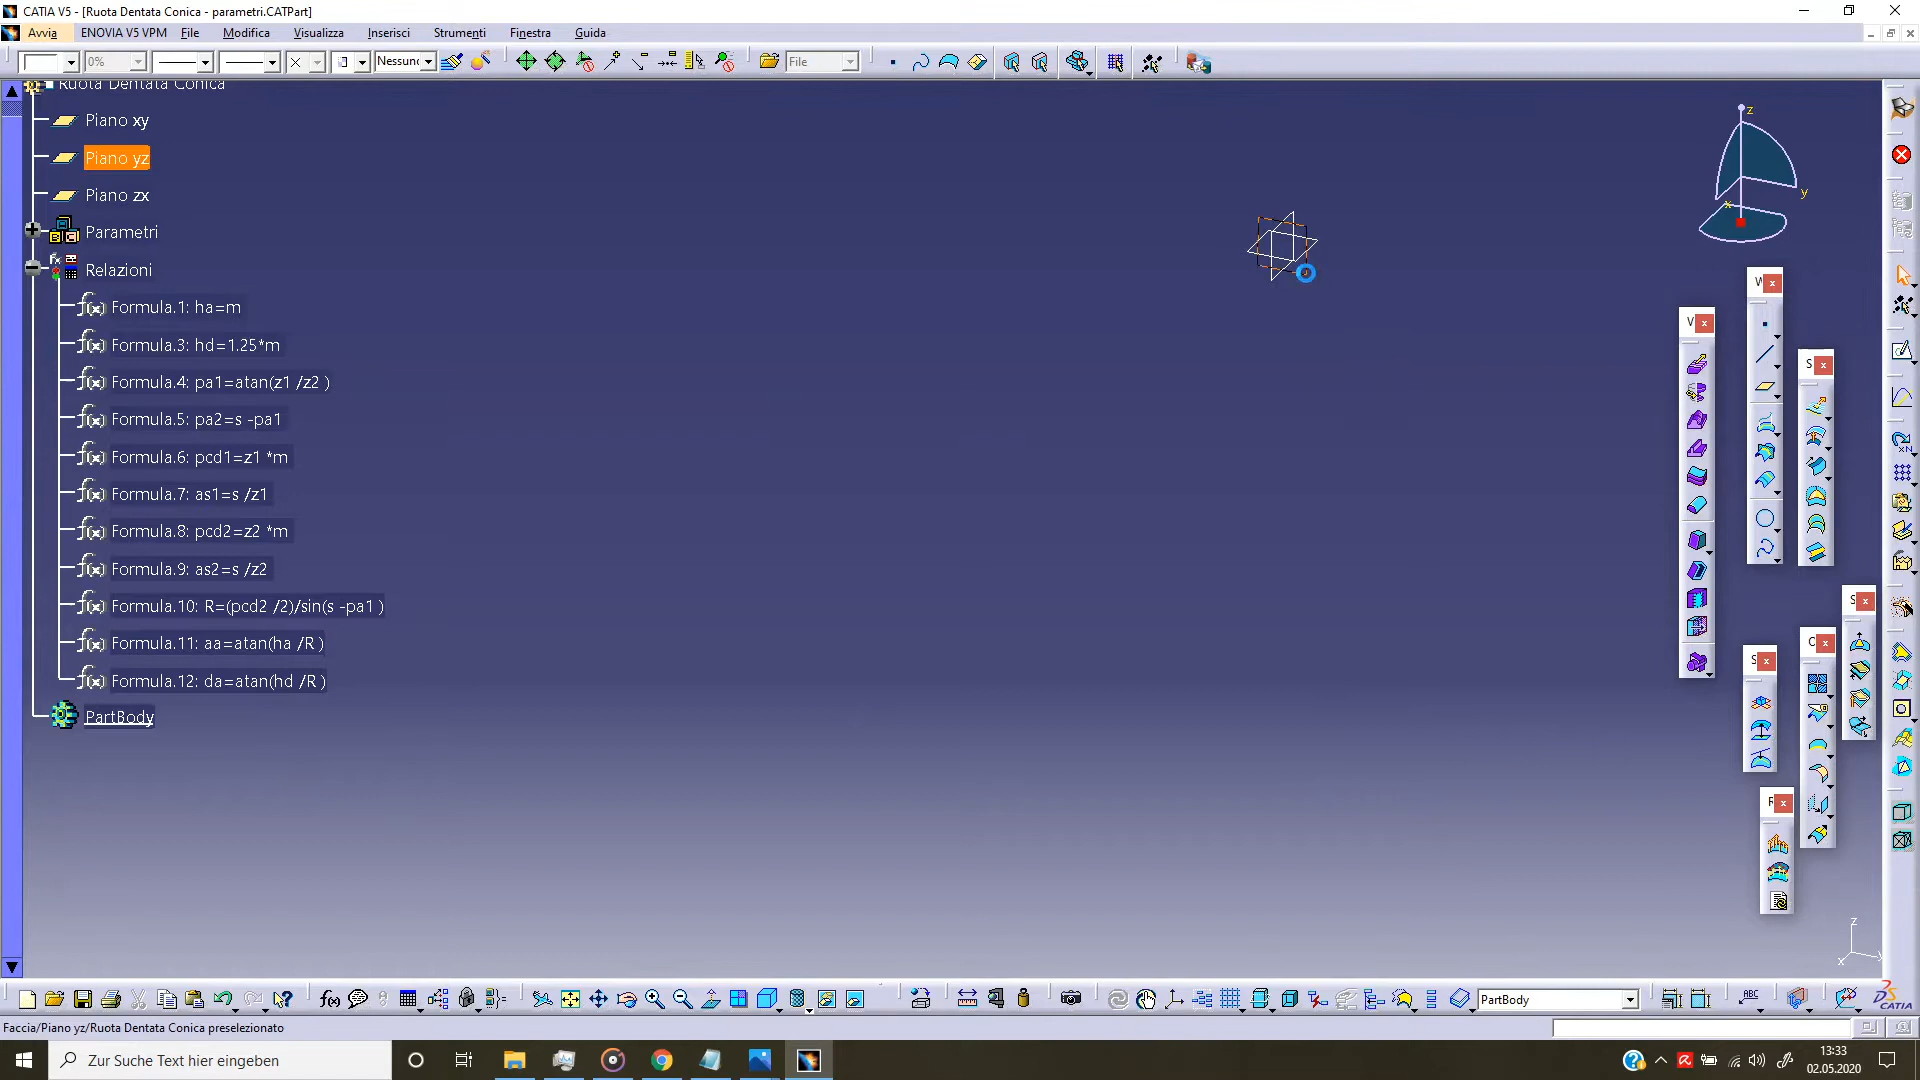 CATIA V5 - [Ruota Dentata Conica - parametri.CATPart]
Avvia ENOVIA V5 VPM File Modifica Visualizza Inserisci Strumenti Finestra Guida
0% Nessuno File
Ruota Dentata Conica
Piano xy
Piano yz
Piano zx
Parametri
Relazioni
Formula.1: ha=m
Formula.3: hd=1.25*m
Formula.4: pa1=atan(z1 /z2 )
Formula.5: pa2=s -pa1
Formula.6: pcd1=z1 *m
Formula.7: as1=s /z1
Formula.8: pcd2=z2 *m
Formula.9: as2=s /z2
Formula.10: R=(pcd2 /2)/sin(s -pa1 )
Formula.11: aa=atan(ha /R )
Formula.12: da=atan(hd /R )
PartBody
z
y
x
V
S
S
S
R
z
x
PartBody
CATIA
Faccia/Piano yz/Ruota Dentata Conica preselezionato
Zur Suche Text hier eingeben
13:33
02.05.2020